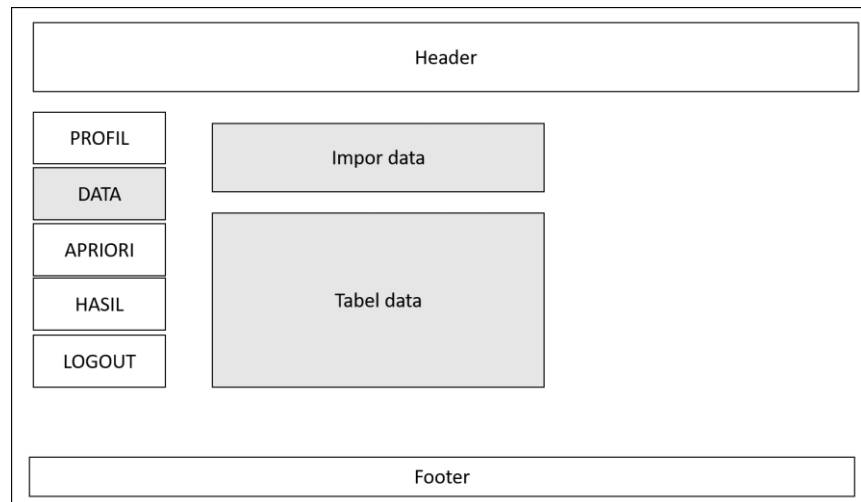 Header
PROFIL
DATA
APRIORI
HASIL
LOGOUT
Impor data
Tabel data
Footer